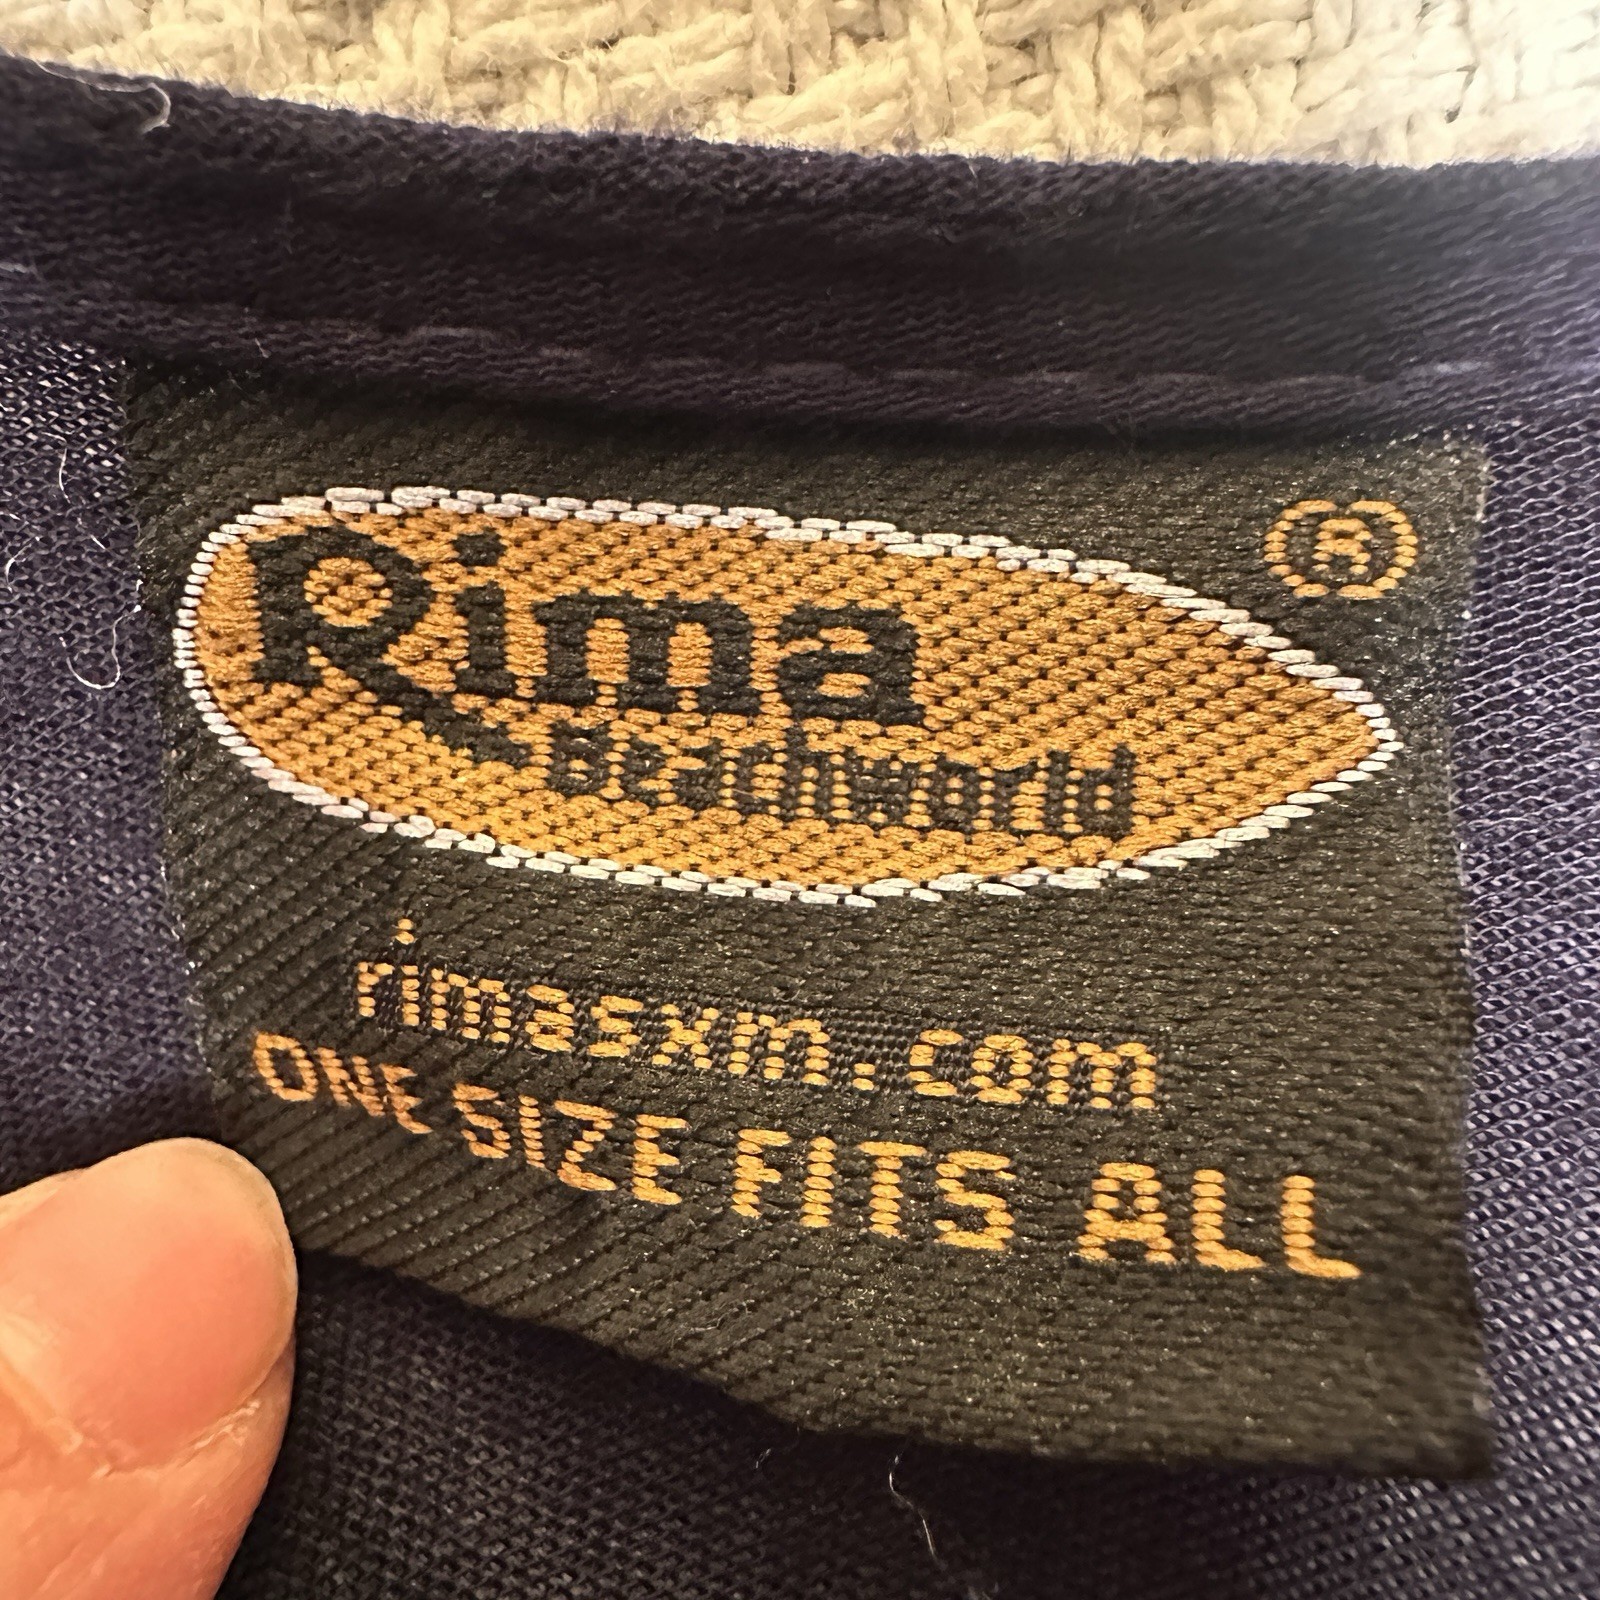 Rima
Beachworld
®
rimasxm.com
ONE SIZE FITS ALL